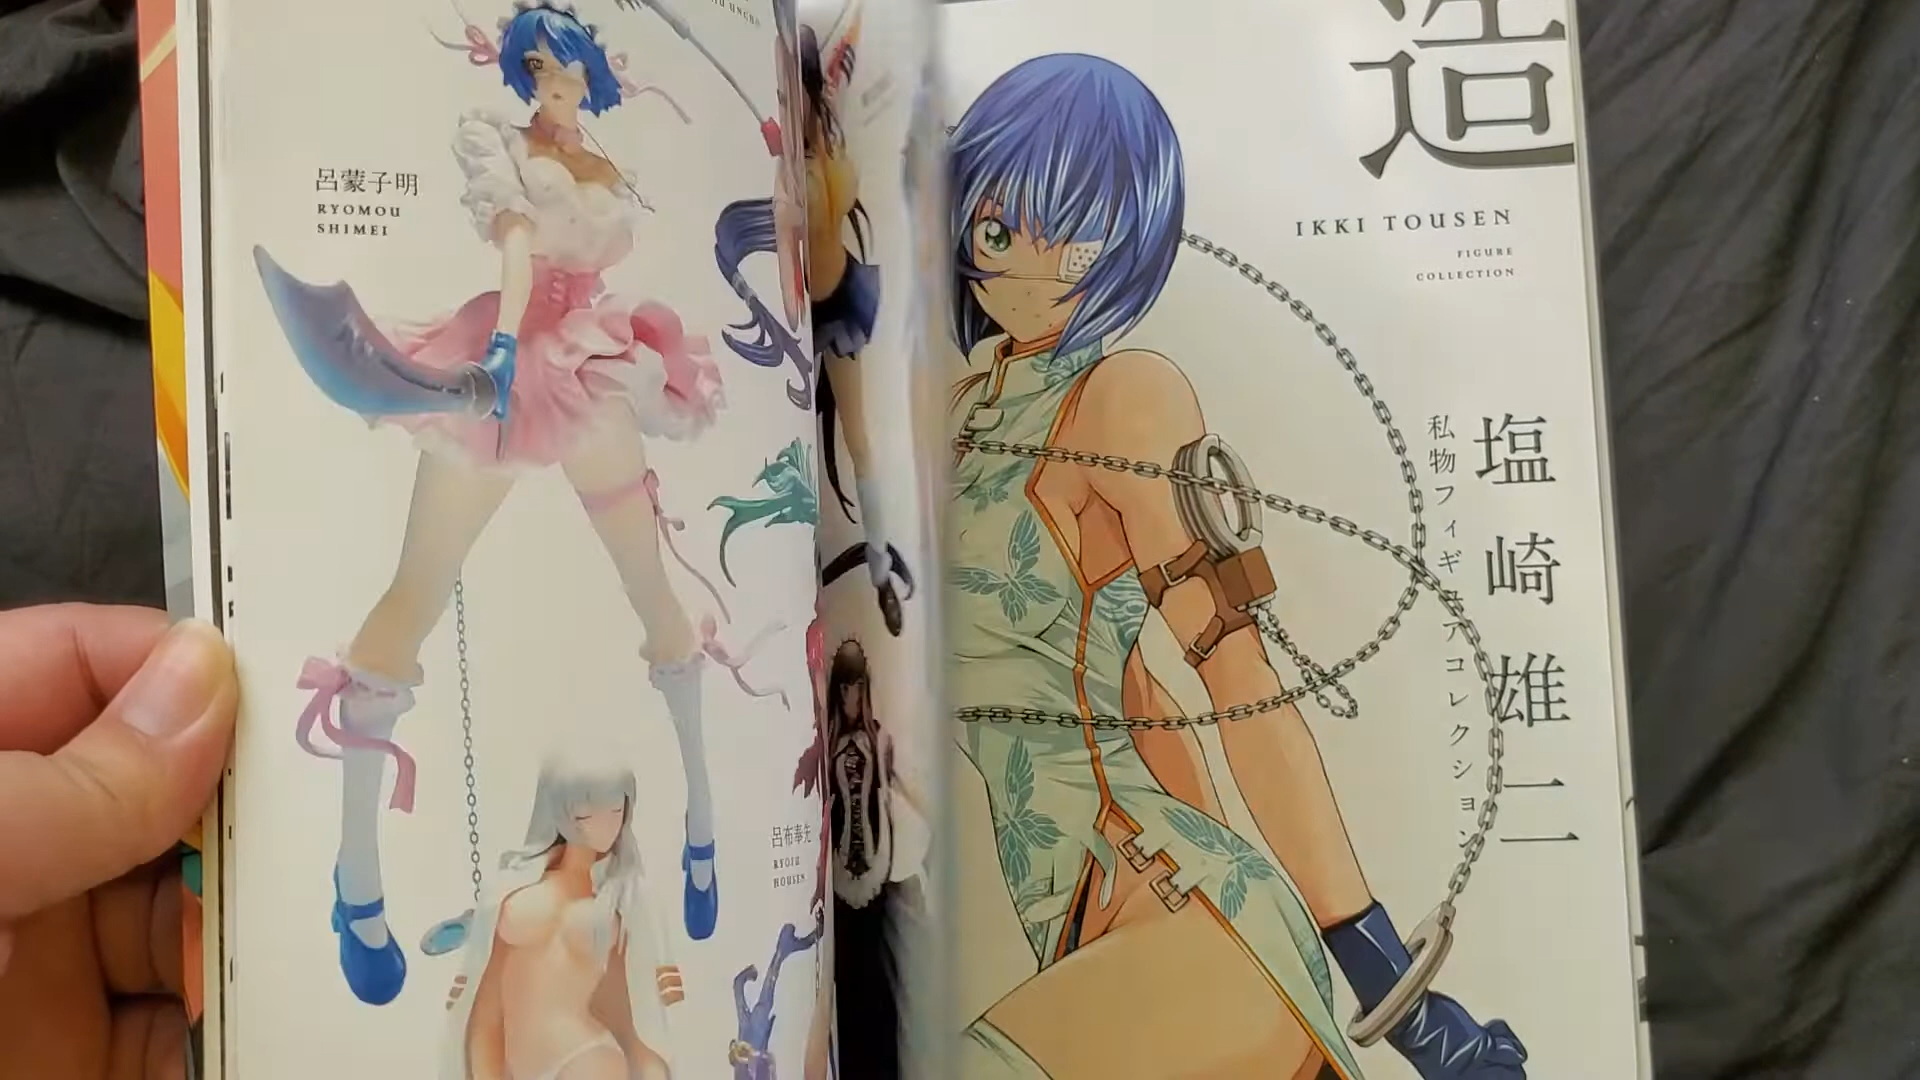 呂蒙子明
RYOMOU
SHIMEI
呂布奉先
RYOFU
HOUSEN
造
IKKI TOUSEN
FIGURE
COLLECTION
塩崎雄二
私物フィギュアコレクション